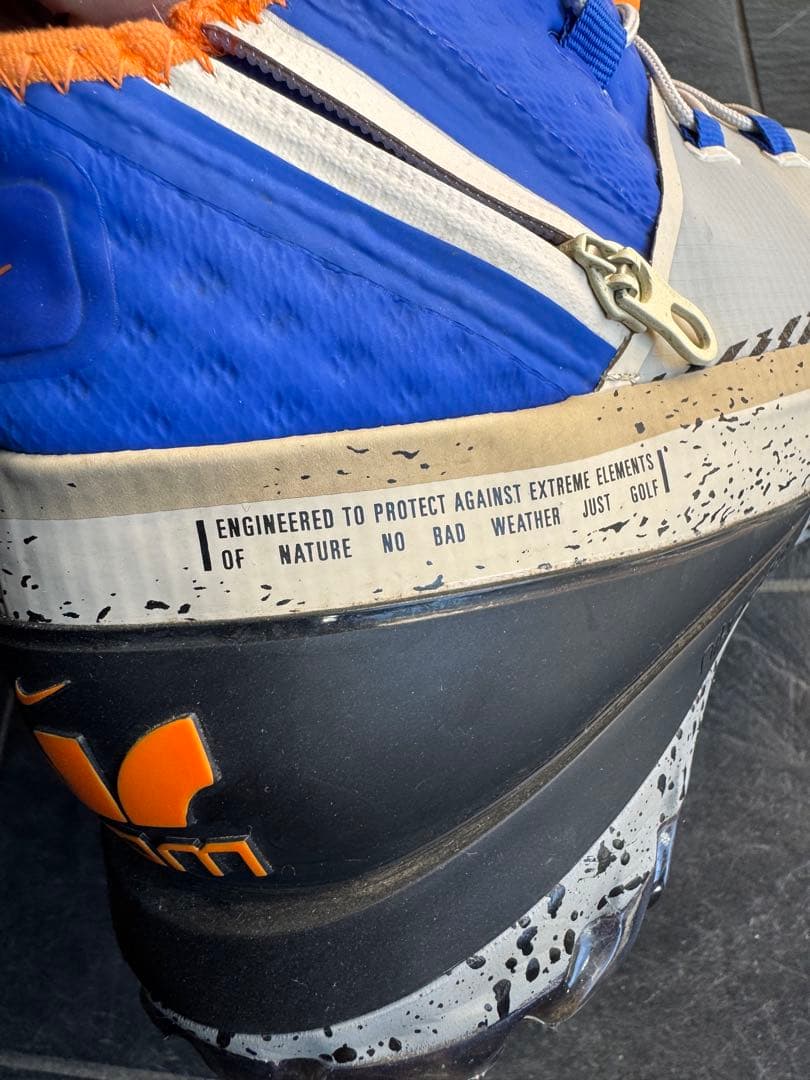 ENGINEERED TO PROTECT AGAINST EXTREME ELEMENTS
OF NATURE NO BAD WEATHER JUST GOLF